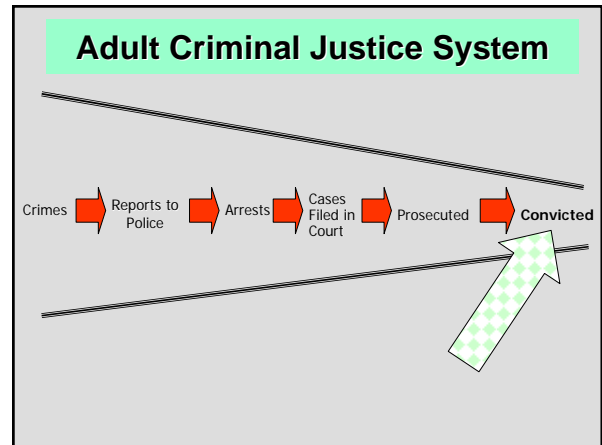 Adult Criminal Justice System
Crimes
Reports to
Police
Arrests
Cases
Filed in
Court
Prosecuted
Convicted